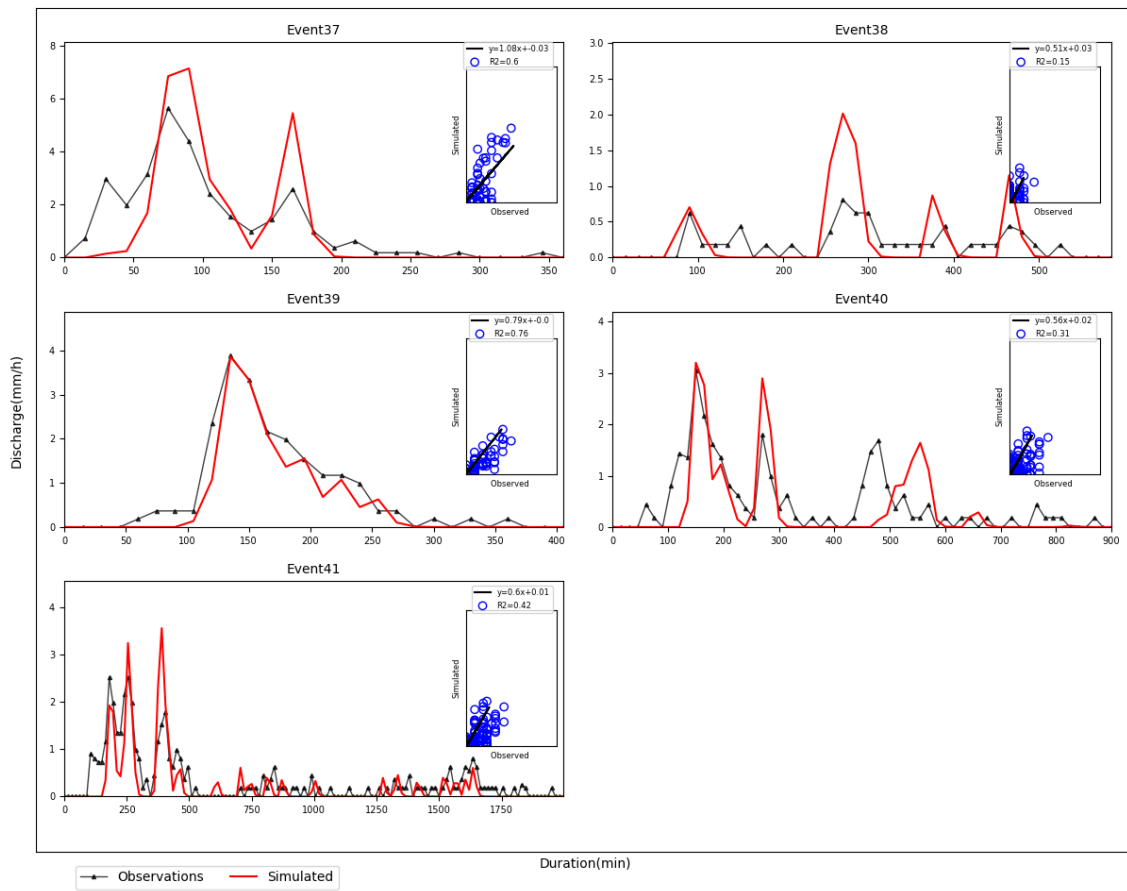 Event37
Event38
8
6
4
2
0
0 50 100 150 200 250 300 350
y=1.08x+-0.03
R2=0.6
Simulated
Observed
3.0
2.5
2.0
1.5
1.0
0.5
0.0
0 100 200 300 400 500
y=0.51x+0.03
R2=0.15
Simulated
Observed
Event39
Event40
Discharge(mm/h)
4
3
2
1
0
0 50 100 150 200 250 300 350 400
y=0.79x+-0.0
R2=0.76
Simulated
Observed
4
3
2
1
0
0 100 200 300 400 500 600 700 800 900
y=0.56x+0.02
R2=0.31
Simulated
Observed
Event41
4
3
2
1
0
0 250 500 750 1000 1250 1500 1750
y=0.6x+0.01
R2=0.42
Simulated
Observed
Duration(min)
Observations Simulated